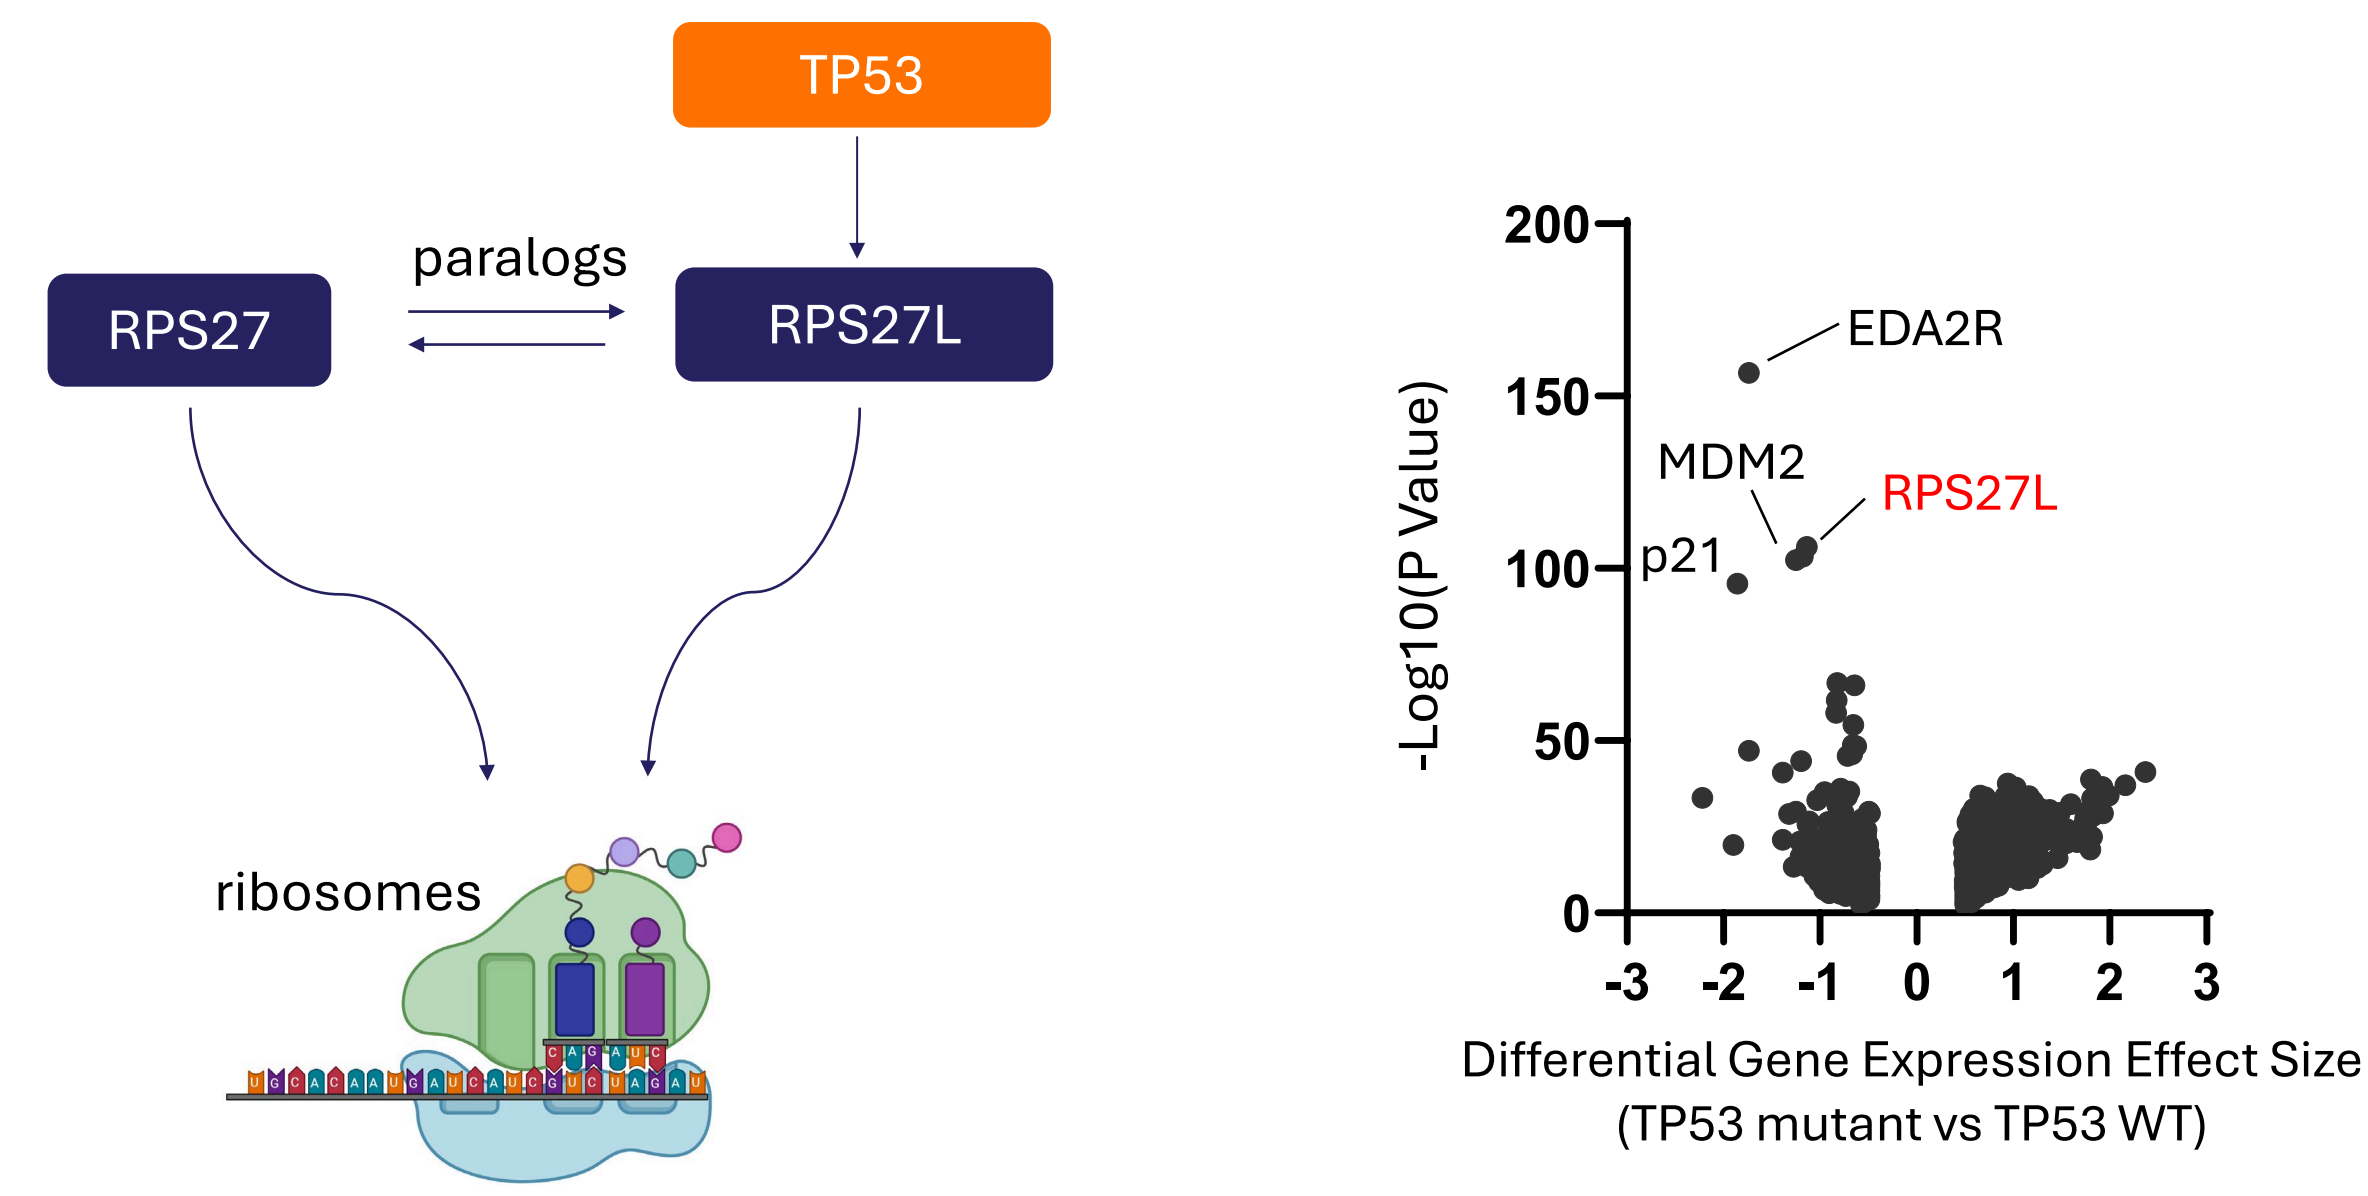 TP53
paralogs
RPS27
RPS27L
ribosomes
C A G A U C
U G C A C A A U G A U C A U C G U C U A G A U
200
150
100
50
0
-Log10(P Value)
EDA2R
MDM2
RPS27L
p21
-3 -2 -1 0 1 2 3
Differential Gene Expression Effect Size
(TP53 mutant vs TP53 WT)